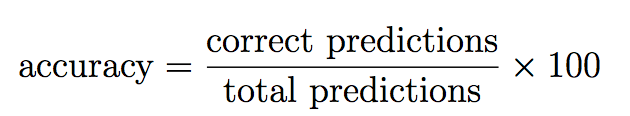 accuracy = correct predictions / total predictions × 100